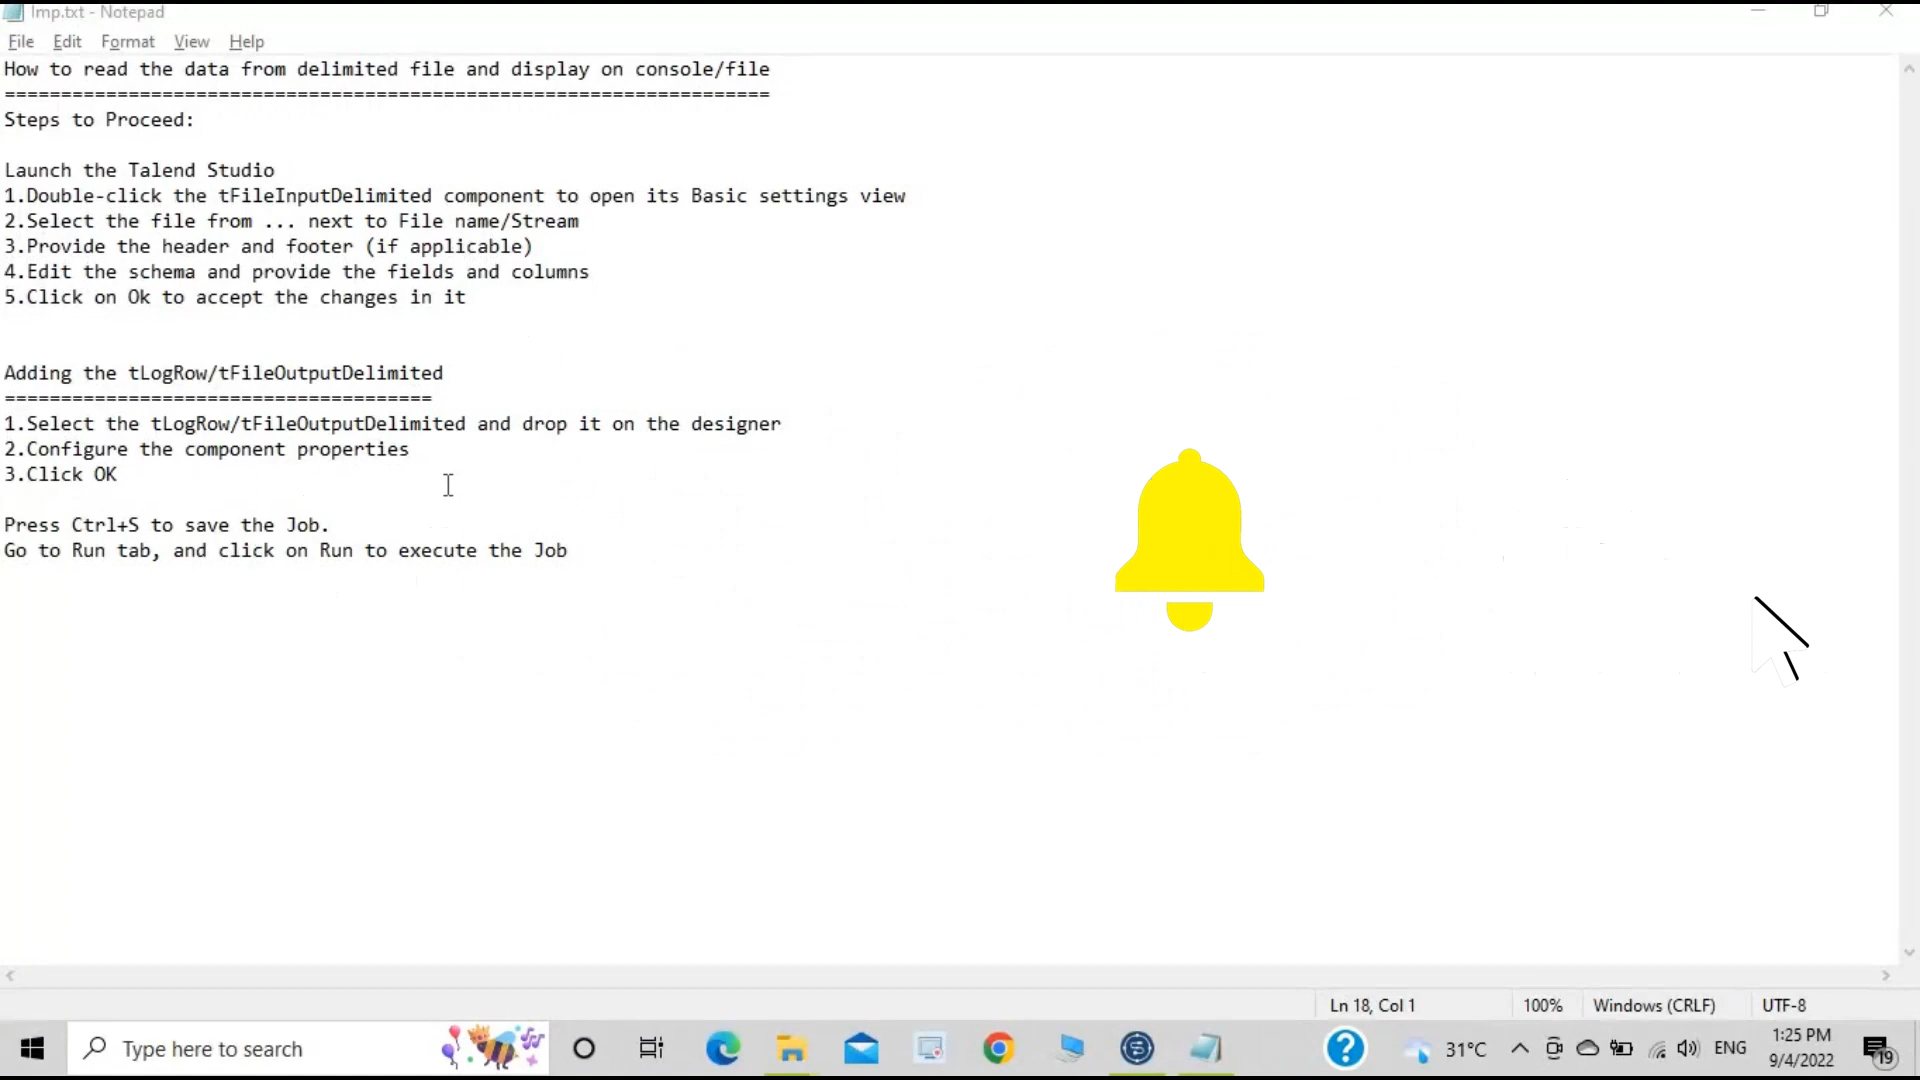 Imp.txt - Notepad
File Edit Format View Help
How to read the data from delimited file and display on console/file
====================================================================
Steps to Proceed:
Launch the Talend Studio
1.Double-click the tFileInputDelimited component to open its Basic settings view
2.Select the file from ... next to File name/Stream
3.Provide the header and footer (if applicable)
4.Edit the schema and provide the fields and columns
5.Click on Ok to accept the changes in it
Adding the tLogRow/tFileOutputDelimited
======================================
1.Select the tLogRow/tFileOutputDelimited and drop it on the designer
2.Configure the component properties
3.Click OK
Press Ctrl+S to save the Job.
Go to Run tab, and click on Run to execute the Job
Ln 18, Col 1 100% Windows (CRLF) UTF-8
Type here to search 31°C ENG 1:25 PM 19
9/4/2022